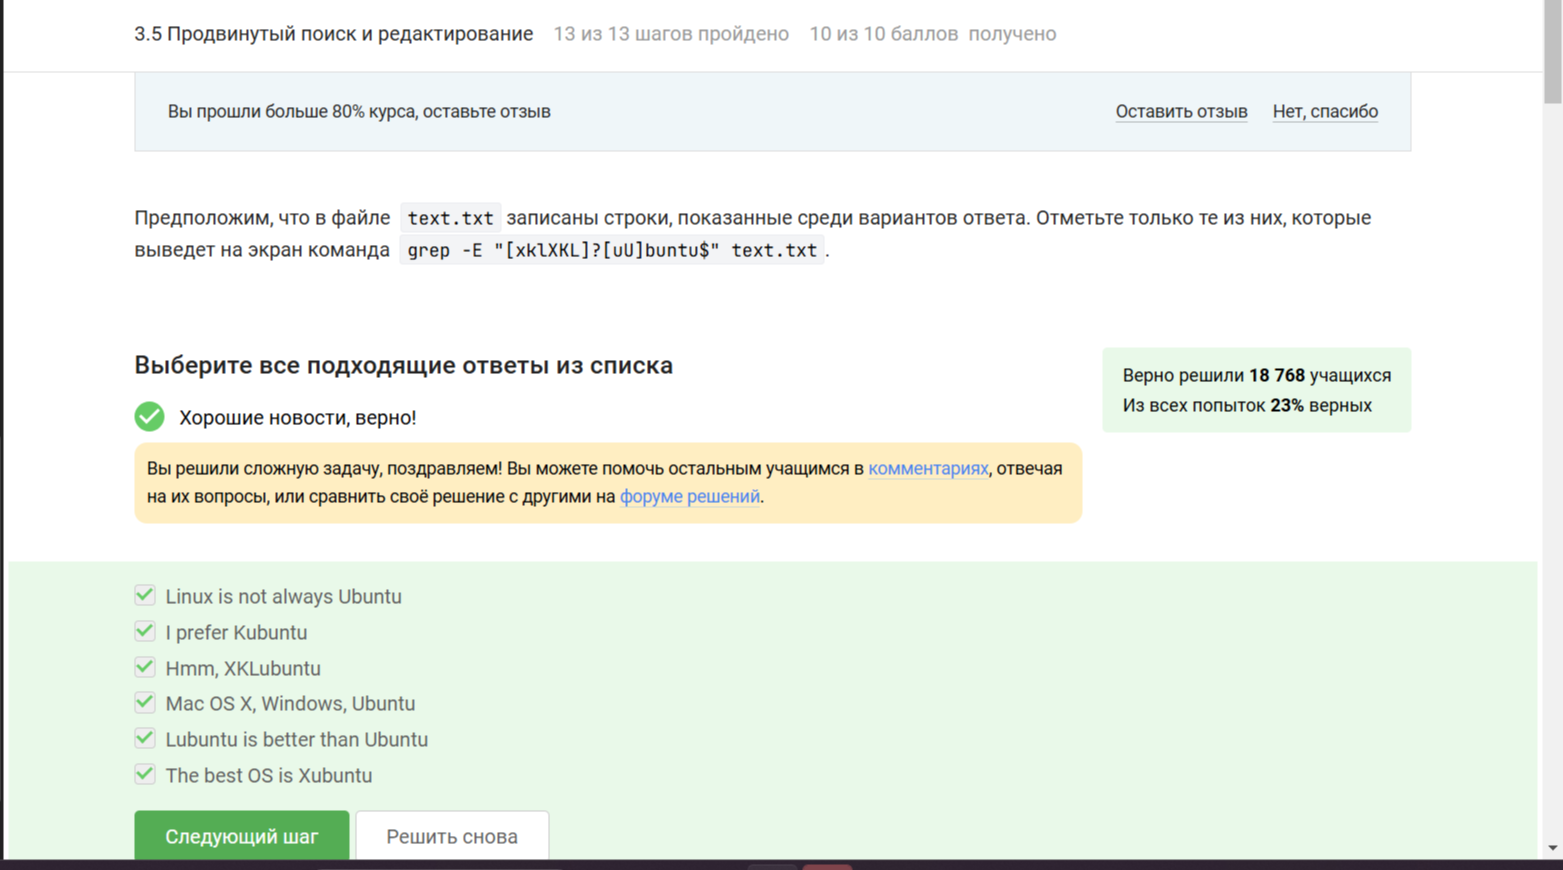 3.5 Продвинутый поиск и редактирование 13 из 13 шагов пройдено 10 из 10 баллов получено
Вы прошли больше 80% курса, оставьте отзыв Оставить отзыв Нет, спасибо
Предположим, что в файле text.txt записаны строки, показанные среди вариантов ответа. Отметьте только те из них, которые
выведет на экран команда grep -E "[xklXKL]?[uU]buntu$" text.txt.
Выберите все подходящие ответы из списка
Хорошие новости, верно!
Верно решили 18 768 учащихся
Из всех попыток 23% верных
Вы решили сложную задачу, поздравляем! Вы можете помочь остальным учащимся в комментариях, отвечая
на их вопросы, или сравнить своё решение с другими на форуме решений.
Linux is not always Ubuntu
I prefer Kubuntu
Hmm, XKLubuntu
Mac OS X, Windows, Ubuntu
Lubuntu is better than Ubuntu
The best OS is Xubuntu
Следующий шаг Решить снова